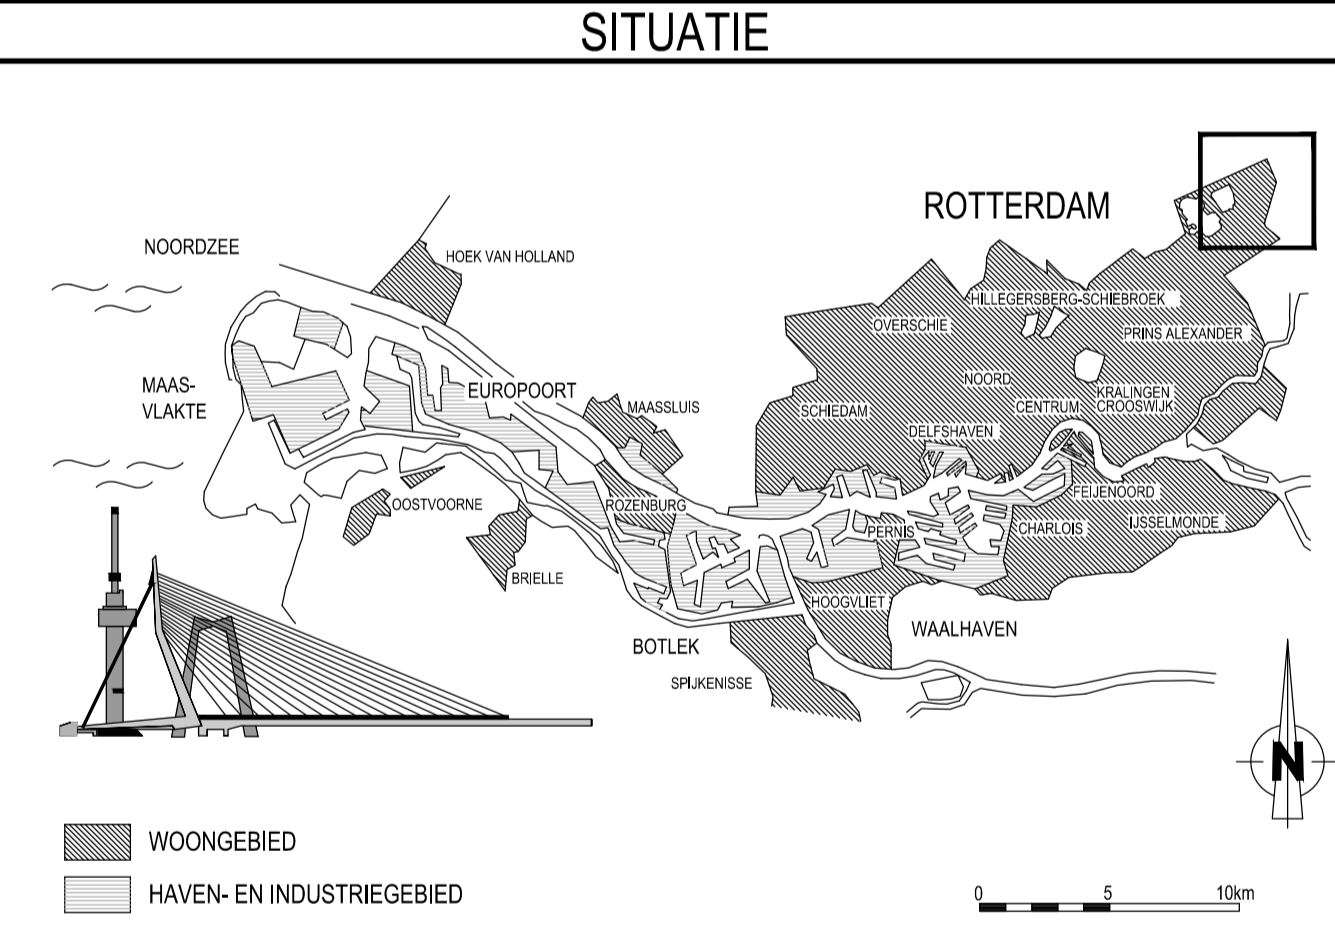 SITUATIE
ROTTERDAM
NOORDZEE
HOEK VAN HOLLAND
HILLEGERSBERG-SCHIEBROEK
OVERSCHIE
PRINS ALEXANDER
MAAS-
VLAKTE
EUROPOORT
NOORD
KRALINGEN
CROOSWIJK
MAASSLUIS
SCHIEDAM
CENTRUM
DELFSHAVEN
OOSTVOORNE
ROZENBURG
FEIJENOORD
PERNIS
CHARLOIS
IJSSELMONDE
BRIELLE
HOOGVLIET
WAALHAVEN
BOTLEK
SPIJKENISSE
N
WOONGEBIED
HAVEN- EN INDUSTRIEGEBIED
0 5 10km